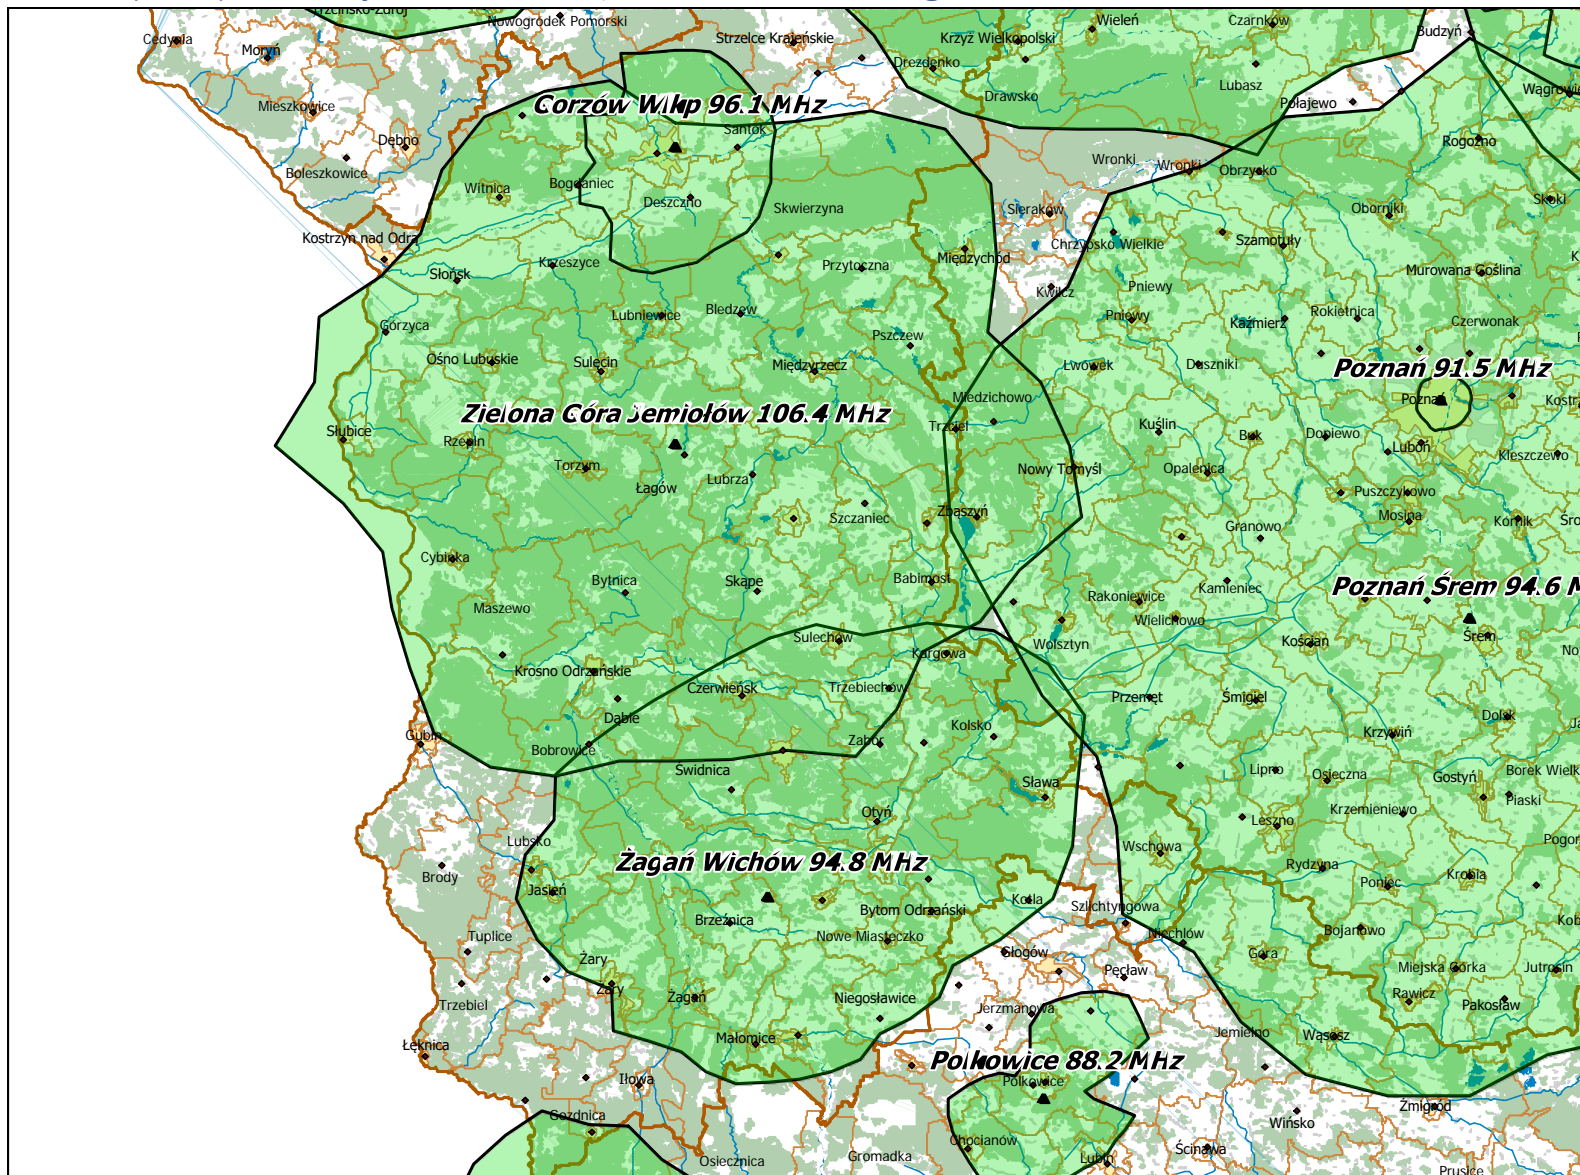 Trzcińsko-Zdrój
Nowogródek Pomorski
Cedynia
Moryń
Strzelce Krajeńskie
Krzyż Wielkopolski
Wieleń
Czarnków
Budzyń
Drezdenko
Lubasz
Drawsko
Połajewo
Mieszkowice
Gorzów Wlkp 96.1 MHz
Santok
Dębno
Rogoźno
Boleszkowice
Wronki
Wronki
Obrzycko
Witnica
Bogdaniec
Deszczno
Skwierzyna
Sieraków
Oborniki
Skoki
Kostrzyn nad Odrą
Chrzypsko Wielkie
Szamotuły
Słońsk
Krzeszyce
Przytoczna
Międzychód
Murowana Goślina
Kwilcz
Pniewy
Lubniewice
Bledzew
Pniewy
Kaźmierz
Rokietnica
Czerwonak
Górzyca
Pszczew
Ośno Lubuskie
Sulęcin
Międzyrzecz
Lwówek
Duszniki
Poznań 91.5 MHz
Miedzichowo
Poznań
Zielona Góra Jemiołów 106.4 MHz
Słubice
Rzepin
Trzciel
Kuślin
Buk
Dopiewo
Luboń
Kleszczewo
Torzym
Łagów
Lubrza
Nowy Tomyśl
Opalenica
Puszczykowo
Szczaniec
Zbąszyń
Mosina
Kórnik
Granowo
Cybinka
Bytnica
Skąpe
Babimost
Kamieniec
Poznań Śrem 94.6 M
Maszewo
Rakoniewice
Wielichowo
Sulechów
Wolsztyn
Kościan
Śrem
Kargowa
Krosno Odrzańskie
Czerwieńsk
Trzebiechów
Przemęt
Śmigiel
Dąbie
Kolsko
Dolsk
Gubin
Bobrowice
Zabór
Krzywiń
Świdnica
Sława
Lipno
Osieczna
Gostyń
Borek Wielk
Piaski
Otyń
Krzemieniewo
Leszno
Lubsko
Wschowa
Żagań Wichów 94.8 MHz
Rydzyna
Brody
Jasień
Poniec
Krobia
Kotla
Szlichtyngowa
Brzeźnica
Bytom Odrzański
Nowe Miasteczko
Niechlów
Bojanowo
Tuplice
Głogów
Góra
Żary
Pęcław
Miejska Górka
Jutrosin
Trzebiel
Żary
Żagań
Niegosławice
Rawicz
Pakosław
Jerzmanowa
Łęknica
Małomice
Jemielno
Wąsosz
Polkowice 88.2 MHz
Iłowa
Polkowice
Gozdnica
Żmigród
Wińsko
Chocianów
Ścinawa
Osiecznica
Gromadka
Lubin
Prusice